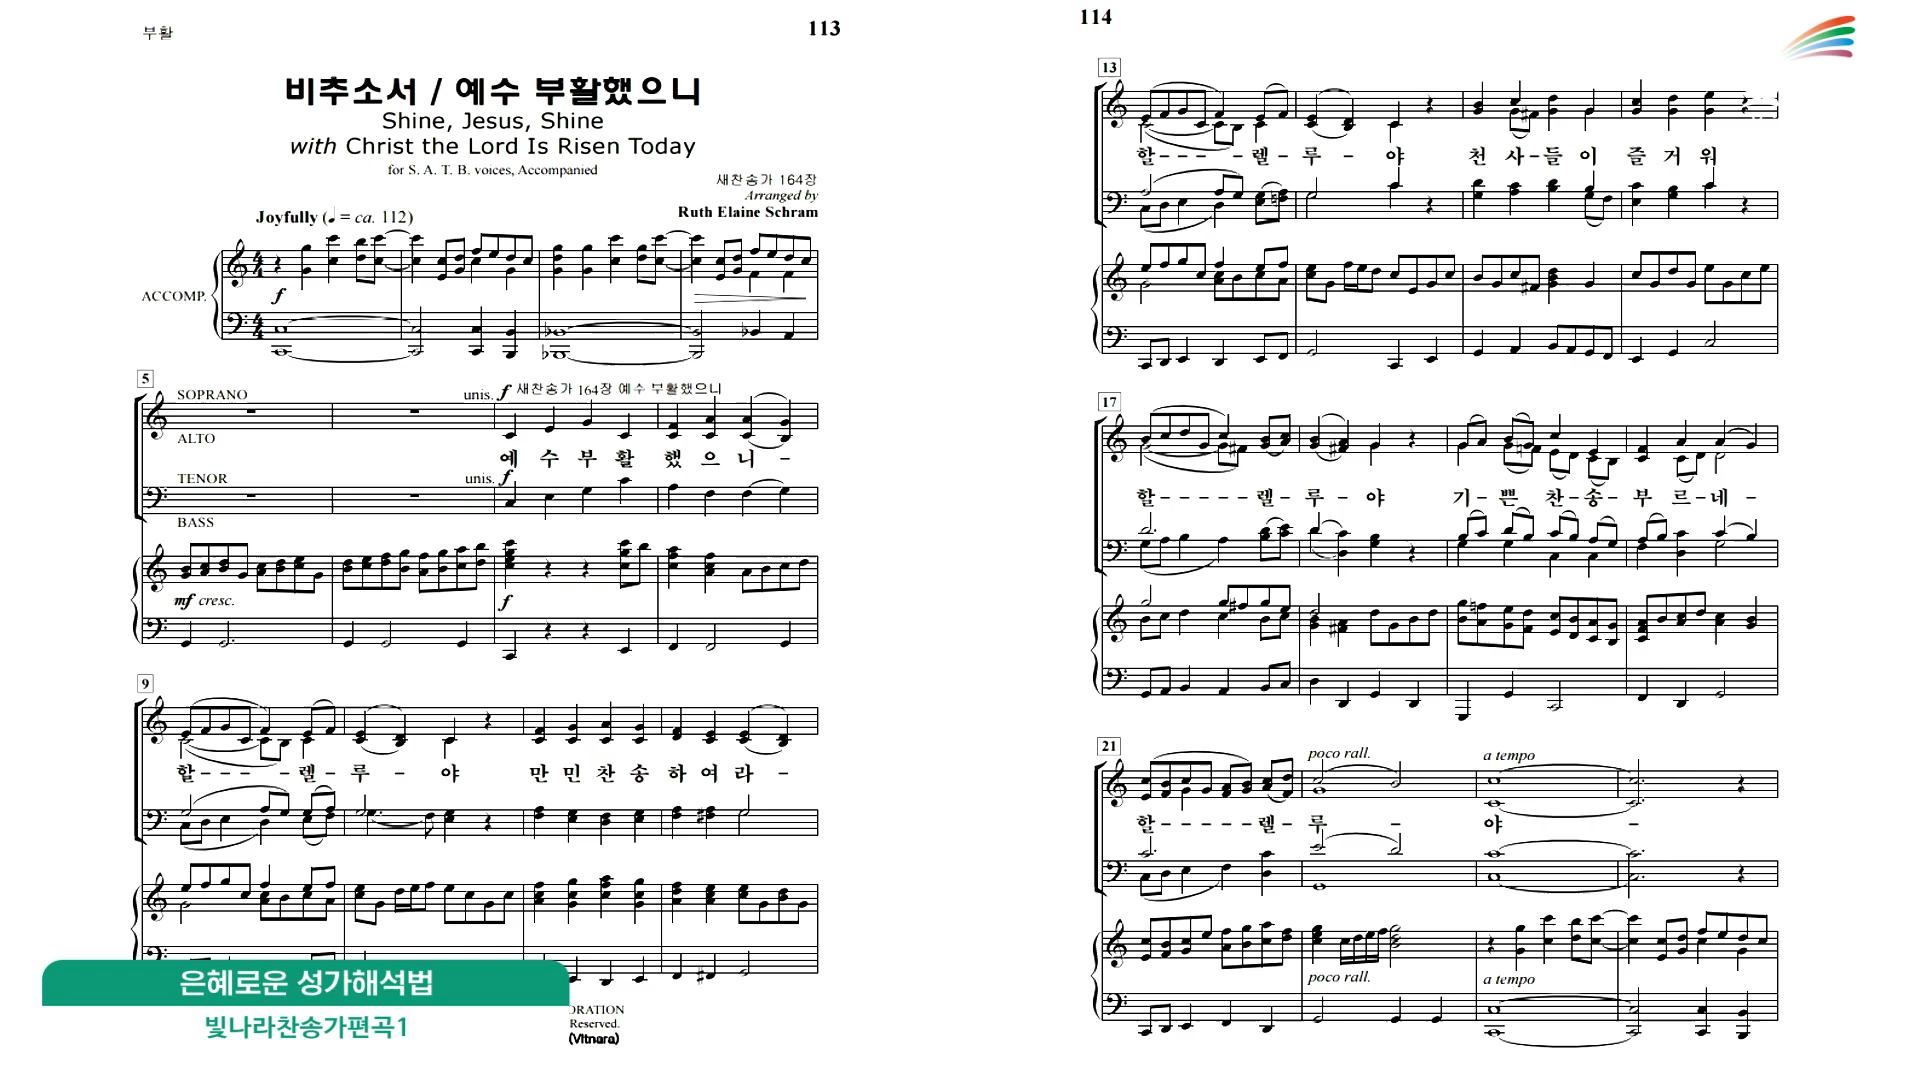 부활
113
비추소서 / 예수 부활했으니
Shine, Jesus, Shine
with Christ the Lord Is Risen Today
for S. A. T. B. voices, Accompanied
새찬송가 164장
Arranged by
Ruth Elaine Schram
Joyfully (♩ = ca. 112)
ACCOMP.
f
5
SOPRANO
ALTO
unis. f 새찬송가 164장 예수 부활했으니
예 수 부 활 했 으 니 -
TENOR
BASS
unis. f
mf cresc.
f
9
할 - - - - 렐 - 루 - 야 만 민 찬 송 하 여 라 -
은혜로운 성가해석법
빛나라찬송가편곡1
ORATION
Reserved.
(Vitnara)
114
13
할 - - - - 렐 - 루 - 야 천 사 - 들 이 즐 거 워
17
할 - - - - - 렐 - 루 - 야 기 - 쁜 찬 - 송 - 부 르 - 네 -
21
poco rall.
a tempo
할 - - - - - 렐 - 루 - 야 -
poco rall.
a tempo